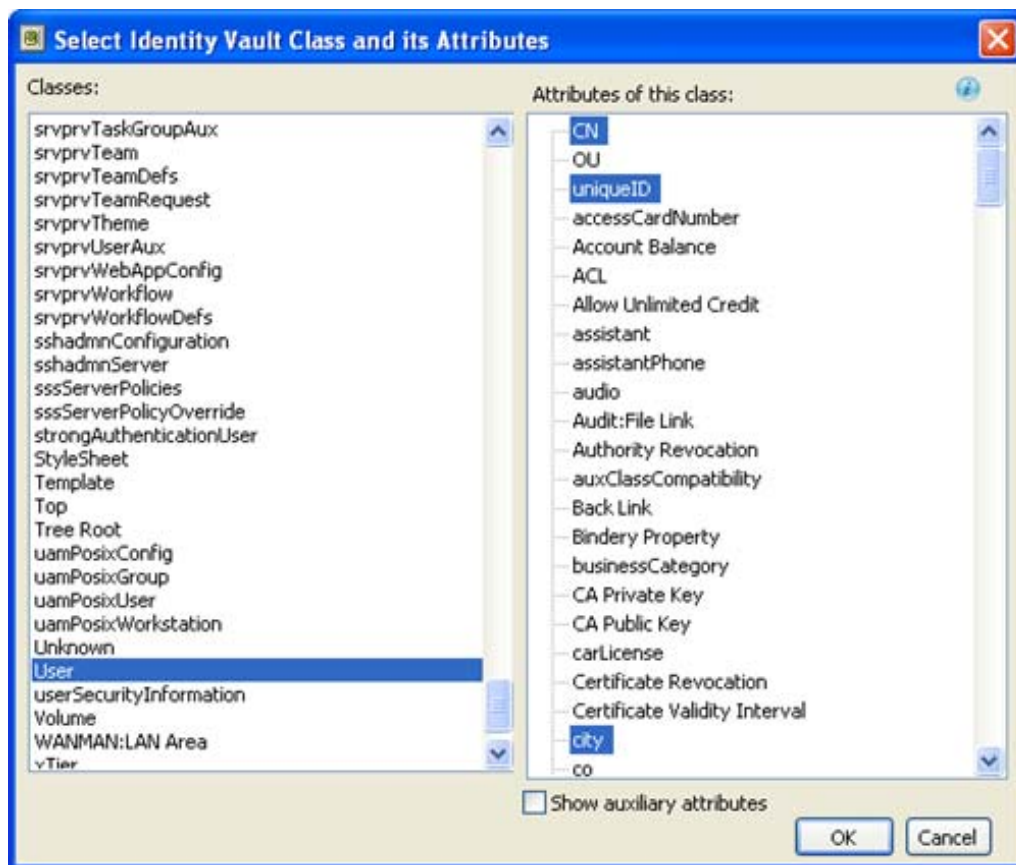 Select Identity Vault Class and its Attributes
Classes:
srvprvTaskGroupAux
srvprvTeam
srvprvTeamDefs
srvprvTeamRequest
srvprvTheme
srvprvUserAux
srvprvWebAppConfig
srvprvWorkflow
srvprvWorkflowDefs
sshadmnConfiguration
sshadmnServer
sssServerPolicies
sssServerPolicyOverride
strongAuthenticationUser
StyleSheet
Template
Top
Tree Root
uamPosixConfig
uamPosixGroup
uamPosixUser
uamPosixWorkstation
Unknown
User
userSecurityInformation
Volume
WANMAN:LAN Area
vTier
Attributes of this class:
CN
OU
uniqueID
accessCardNumber
Account Balance
ACL
Allow Unlimited Credit
assistant
assistantPhone
audio
Audit:File Link
Authority Revocation
auxClassCompatibility
Back Link
Bindery Property
businessCategory
CA Private Key
CA Public Key
carLicense
Certificate Revocation
Certificate Validity Interval
city
co
Show auxiliary attributes
OK
Cancel